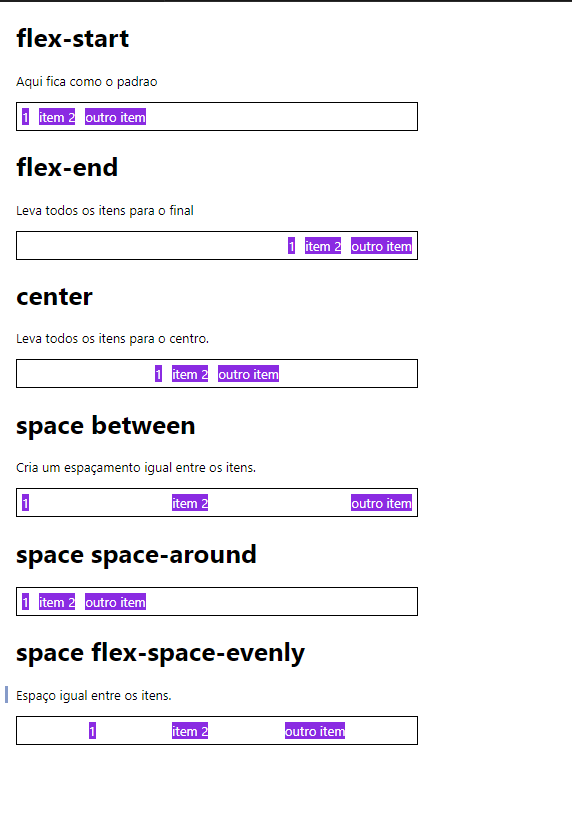 flex-start
Aqui fica como o padrao
1 item 2 outro item
flex-end
Leva todos os itens para o final
1 item 2 outro item
center
Leva todos os itens para o centro.
1 item 2 outro item
space between
Cria um espaçamento igual entre os itens.
1 item 2 outro item
space space-around
1 item 2 outro item
space flex-space-evenly
Espaço igual entre os itens.
1 item 2 outro item